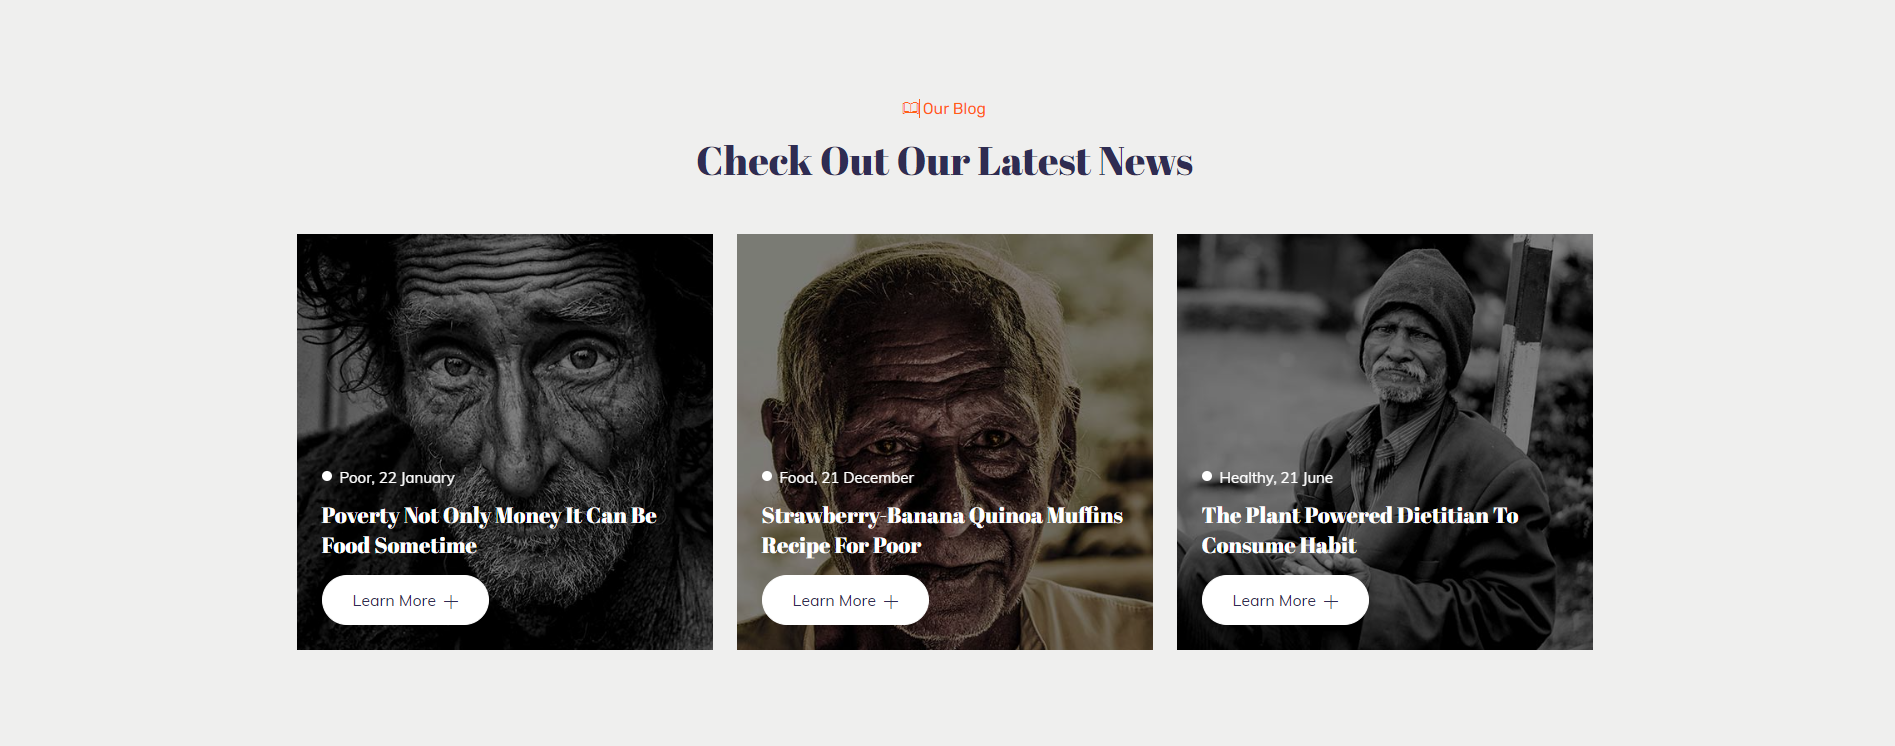 Our Blog
Check Out Our Latest News
Poor, 22 January
Poverty Not Only Money It Can Be
Food Sometime
Learn More
Food, 21 December
Strawberry-Banana Quinoa Muffins
Recipe For Poor
Learn More
Healthy, 21 June
The Plant Powered Dietitian To
Consume Habit
Learn More